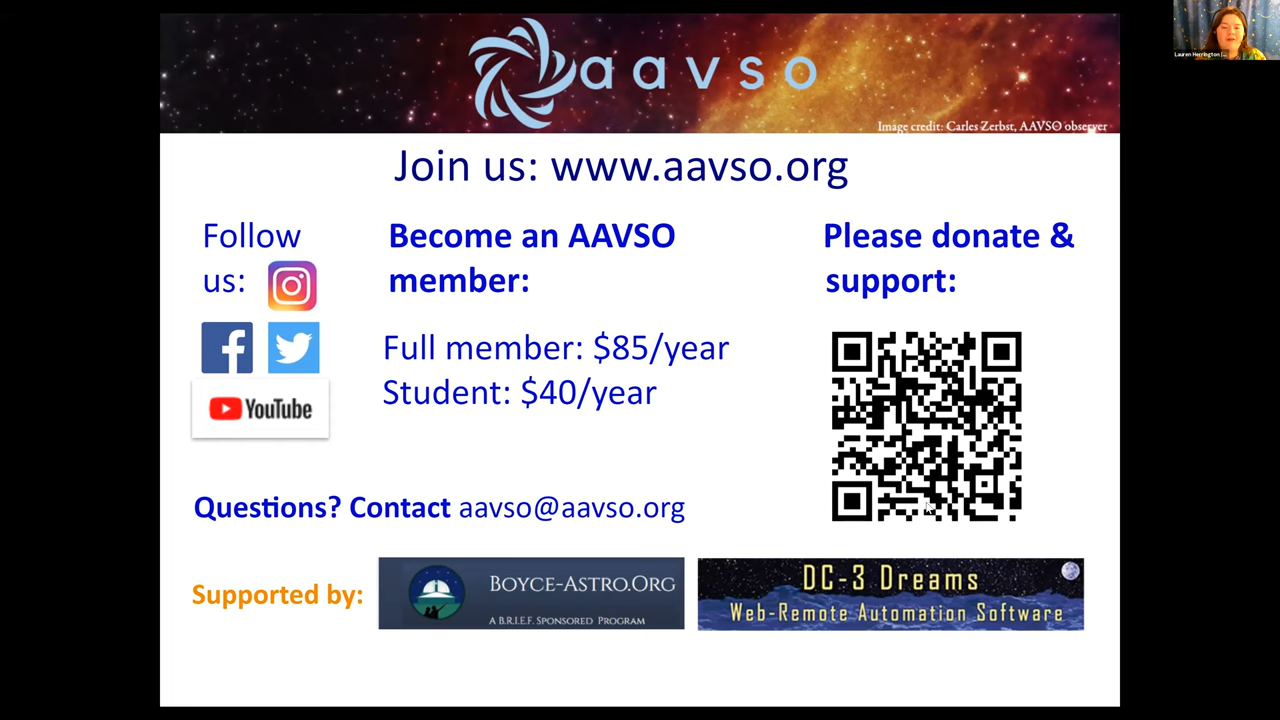 aavso
Image credit: Carles Zerbst, AAVSO observer
Lauren Herrington |...
Join us: www.aavso.org
Follow
us:
YouTube
Become an AAVSO
member:
Full member: $85/year
Student: $40/year
Please donate &
support:
Questions? Contact aavso@aavso.org
Supported by:
BOYCE-ASTRO.ORG
A B.R.I.E.F. SPONSORED PROGRAM
DC-3 Dreams
Web-Remote Automation Software